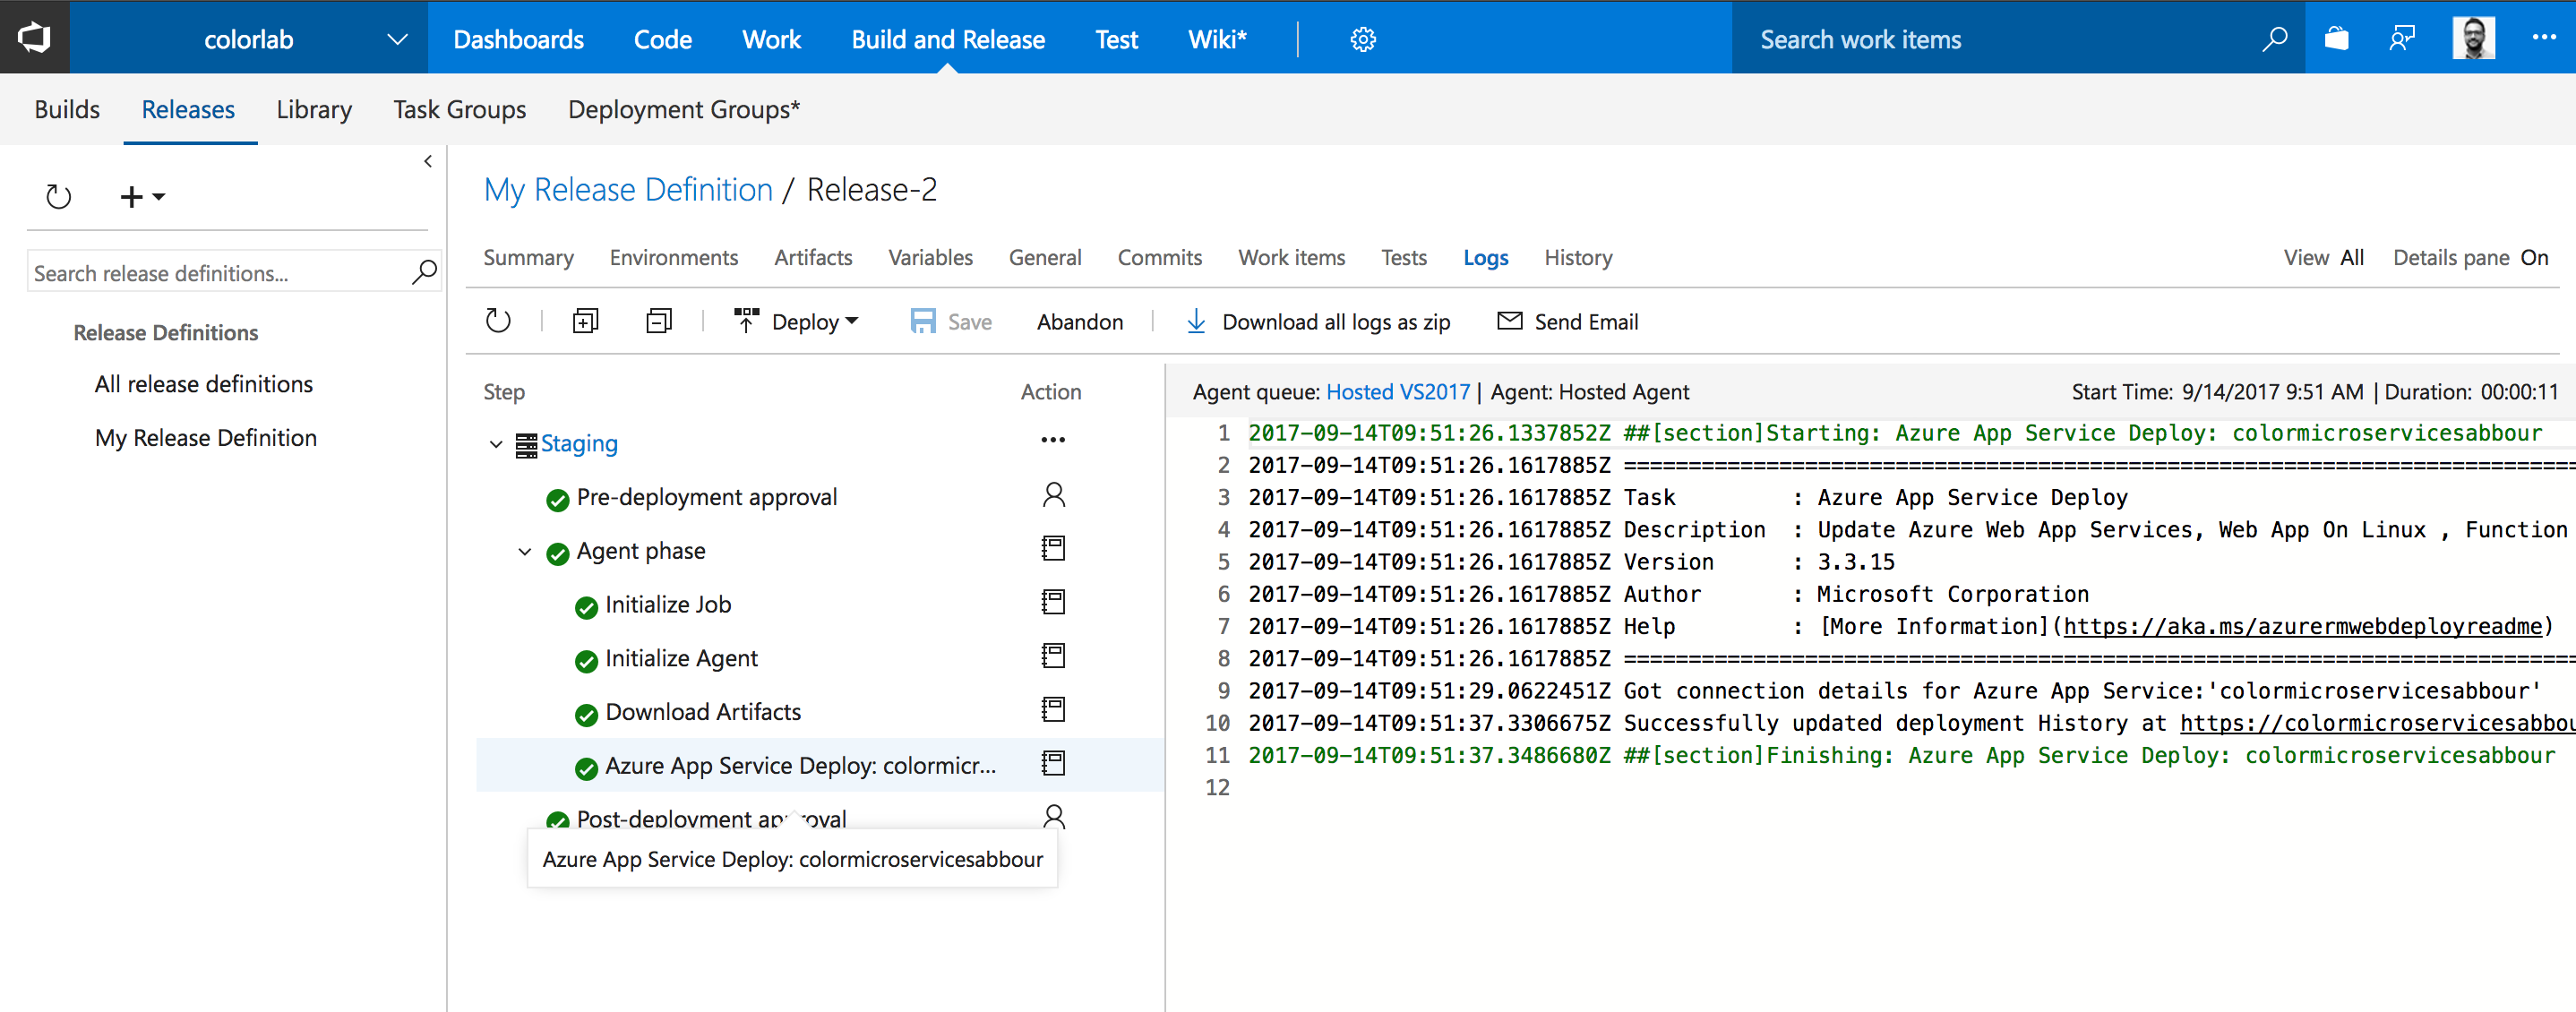 colorlab Dashboards Code Work Build and Release Test Wiki* Search work items
Builds Releases Library Task Groups Deployment Groups*
Search release definitions...
Release Definitions
All release definitions
My Release Definition
My Release Definition / Release-2
Summary Environments Artifacts Variables General Commits Work items Tests Logs History View All Details pane On
Deploy Save Abandon Download all logs as zip Send Email
Step Action
Staging
Pre-deployment approval
Agent phase
Initialize Job
Initialize Agent
Download Artifacts
Azure App Service Deploy: colormicr...
Post-deployment approval
Azure App Service Deploy: colormicroservicesabbour
Agent queue: Hosted VS2017 | Agent: Hosted Agent Start Time: 9/14/2017 9:51 AM | Duration: 00:00:11
1 2017-09-14T09:51:26.1337852Z ##[section]Starting: Azure App Service Deploy: colormicroservicesabbour
2 2017-09-14T09:51:26.1617885Z ==========================================================================
3 2017-09-14T09:51:26.1617885Z Task : Azure App Service Deploy
4 2017-09-14T09:51:26.1617885Z Description : Update Azure Web App Services, Web App On Linux , Function
5 2017-09-14T09:51:26.1617885Z Version : 3.3.15
6 2017-09-14T09:51:26.1617885Z Author : Microsoft Corporation
7 2017-09-14T09:51:26.1617885Z Help : [More Information](https://aka.ms/azurermwebdeployreadme)
8 2017-09-14T09:51:26.1617885Z ==========================================================================
9 2017-09-14T09:51:29.0622451Z Got connection details for Azure App Service:'colormicroservicesabbour'
10 2017-09-14T09:51:37.3306675Z Successfully updated deployment History at https://colormicroservicesabbou
11 2017-09-14T09:51:37.3486680Z ##[section]Finishing: Azure App Service Deploy: colormicroservicesabbour
12